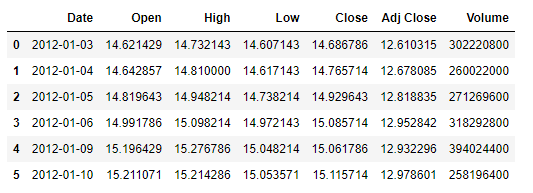 Date Open High Low Close Adj Close Volume
0 2012-01-03 14.621429 14.732143 14.607143 14.686786 12.610315 302220800
1 2012-01-04 14.642857 14.810000 14.617143 14.765714 12.678085 260022000
2 2012-01-05 14.819643 14.948214 14.738214 14.929643 12.818835 271269600
3 2012-01-06 14.991786 15.098214 14.972143 15.085714 12.952842 318292800
4 2012-01-09 15.196429 15.276786 15.048214 15.061786 12.932296 394024400
5 2012-01-10 15.211071 15.214286 15.053571 15.115714 12.978601 258196400